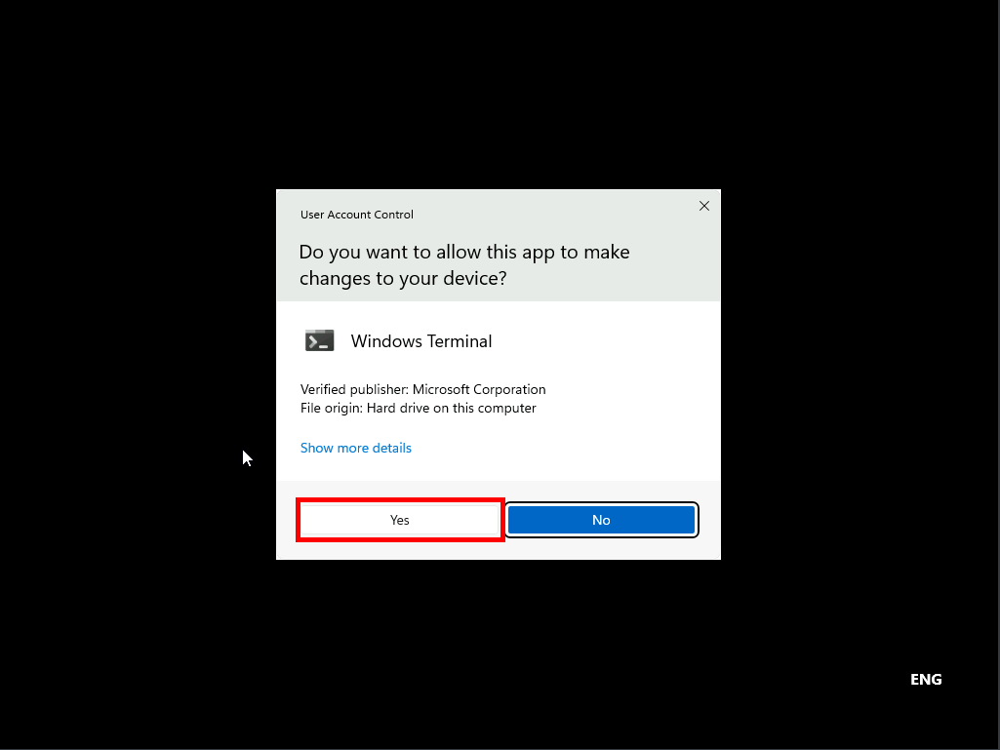 User Account Control
Do you want to allow this app to make
changes to your device?
Windows Terminal
Verified publisher: Microsoft Corporation
File origin: Hard drive on this computer
Show more details
Yes
No
ENG